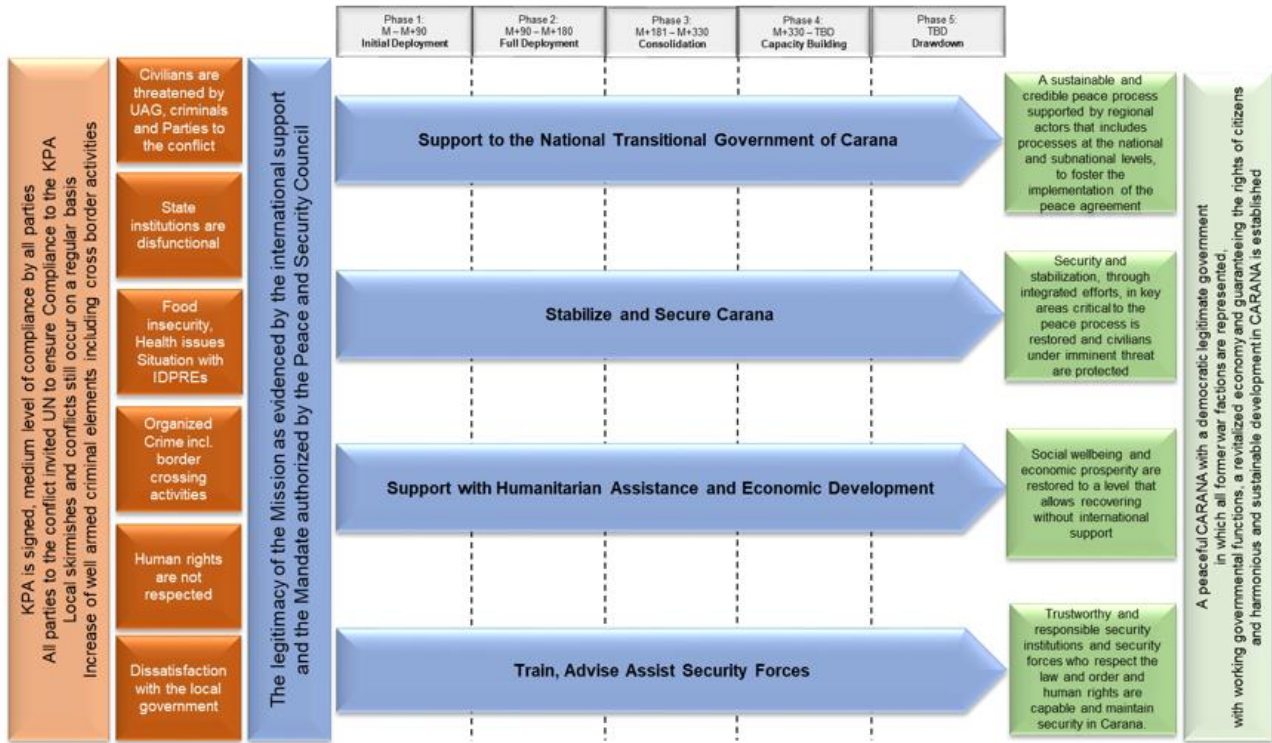 Phase 1:
M – M+90
Initial Deployment
Phase 2:
M+90 – M+180
Full Deployment
Phase 3:
M+181 – M+330
Consolidation
Phase 4:
M+330 – TBD
Capacity Building
Phase 5:
TBD
Drawdown
KPA is signed, medium level of compliance by all parties
All parties to the conflict invited UN to ensure Compliance to the KPA
Local skirmishes and conflicts still occur on a regular basis
Increase of well armed criminal elements including cross border activities
Civilians are
threatened by
UAG, criminals
and Parties to
the conflict
State
institutions are
disfunctional
Food
insecurity,
Health issues
Situation with
IDPREs
Organized
Crime incl.
border
crossing
activities
Human rights
are not
respected
Dissatisfaction
with the local
government
The legitimacy of the Mission as evidenced by the international support
and the Mandate authorized by the Peace and Security Council
Support to the National Transitional Government of Carana
Stabilize and Secure Carana
Support with Humanitarian Assistance and Economic Development
Train, Advise Assist Security Forces
A sustainable and
credible peace process
supported by regional
actors that includes
processes at the national
and subnational levels,
to foster the
implementation of the
peace agreement
Security and
stabilization, through
integrated efforts, in key
areas critical to the
peace process is
restored and civilians
under imminent threat
are protected
Social wellbeing and
economic prosperity are
restored to a level that
allows recovering
without international
support
Trustworthy and
responsible security
institutions and security
forces who respect the
law and order and
human rights are
capable and maintain
security in Carana.
A peaceful CARANA with a democratic legitimate government
in which all former war factions are represented,
with working governmental functions, a revitalized economy and guaranteeing the rights of citizens
and harmonious and sustainable development in CARANA is established